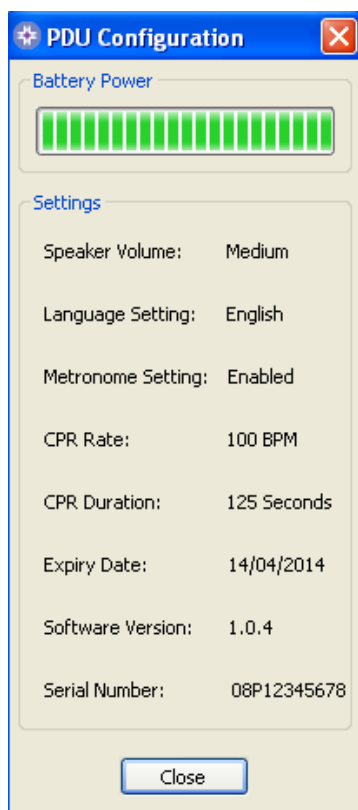 PDU Configuration
Battery Power
Settings
Speaker Volume: Medium
Language Setting: English
Metronome Setting: Enabled
CPR Rate: 100 BPM
CPR Duration: 125 Seconds
Expiry Date: 14/04/2014
Software Version: 1.0.4
Serial Number: 08P12345678
Close